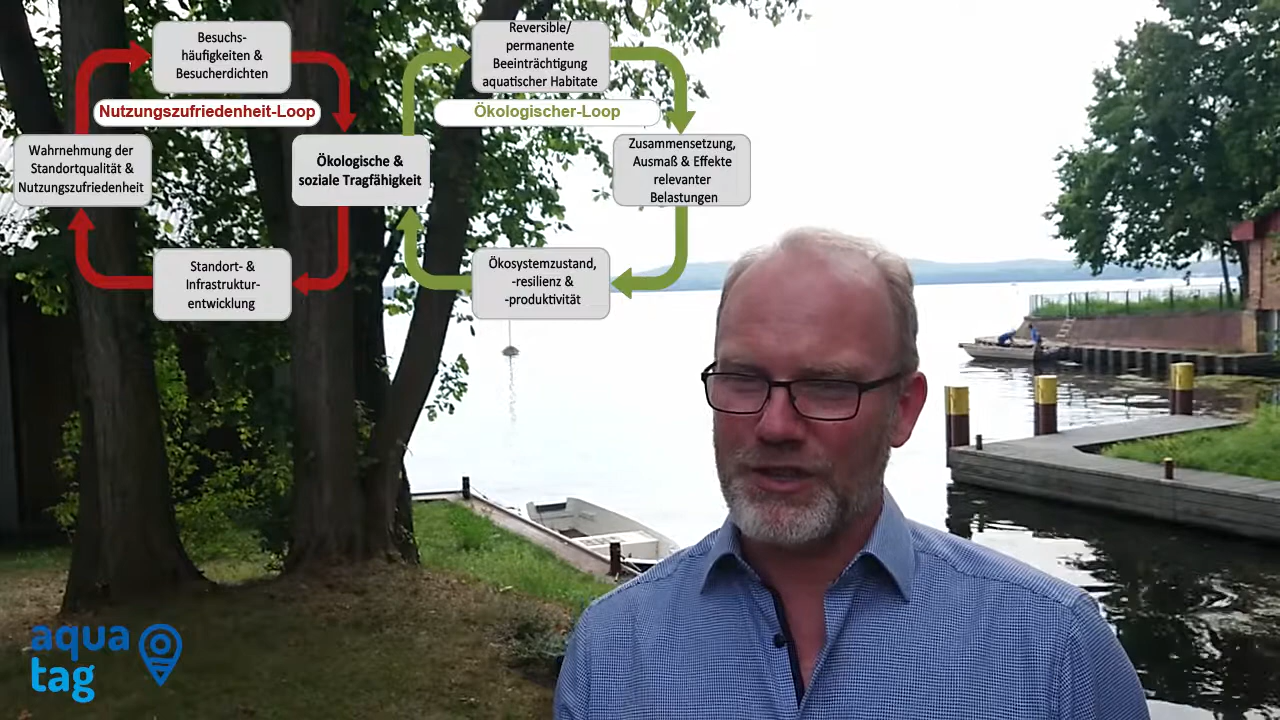 Besuchs-
häufigkeiten &
Besucherdichten
Nutzungszufriedenheit-Loop
Wahrnehmung der
Standortqualität &
Nutzungszufriedenheit
Ökologische &
soziale Tragfähigkeit
Standort- &
Infrastruktur-
entwicklung
Reversible/
permanente
Beeinträchtigung
aquatischer Habitate
Ökologischer-Loop
Zusammensetzung,
Ausmaß & Effekte
relevanter
Belastungen
Ökosystemzustand,
-resilienz &
-produktivität
aqua
tag